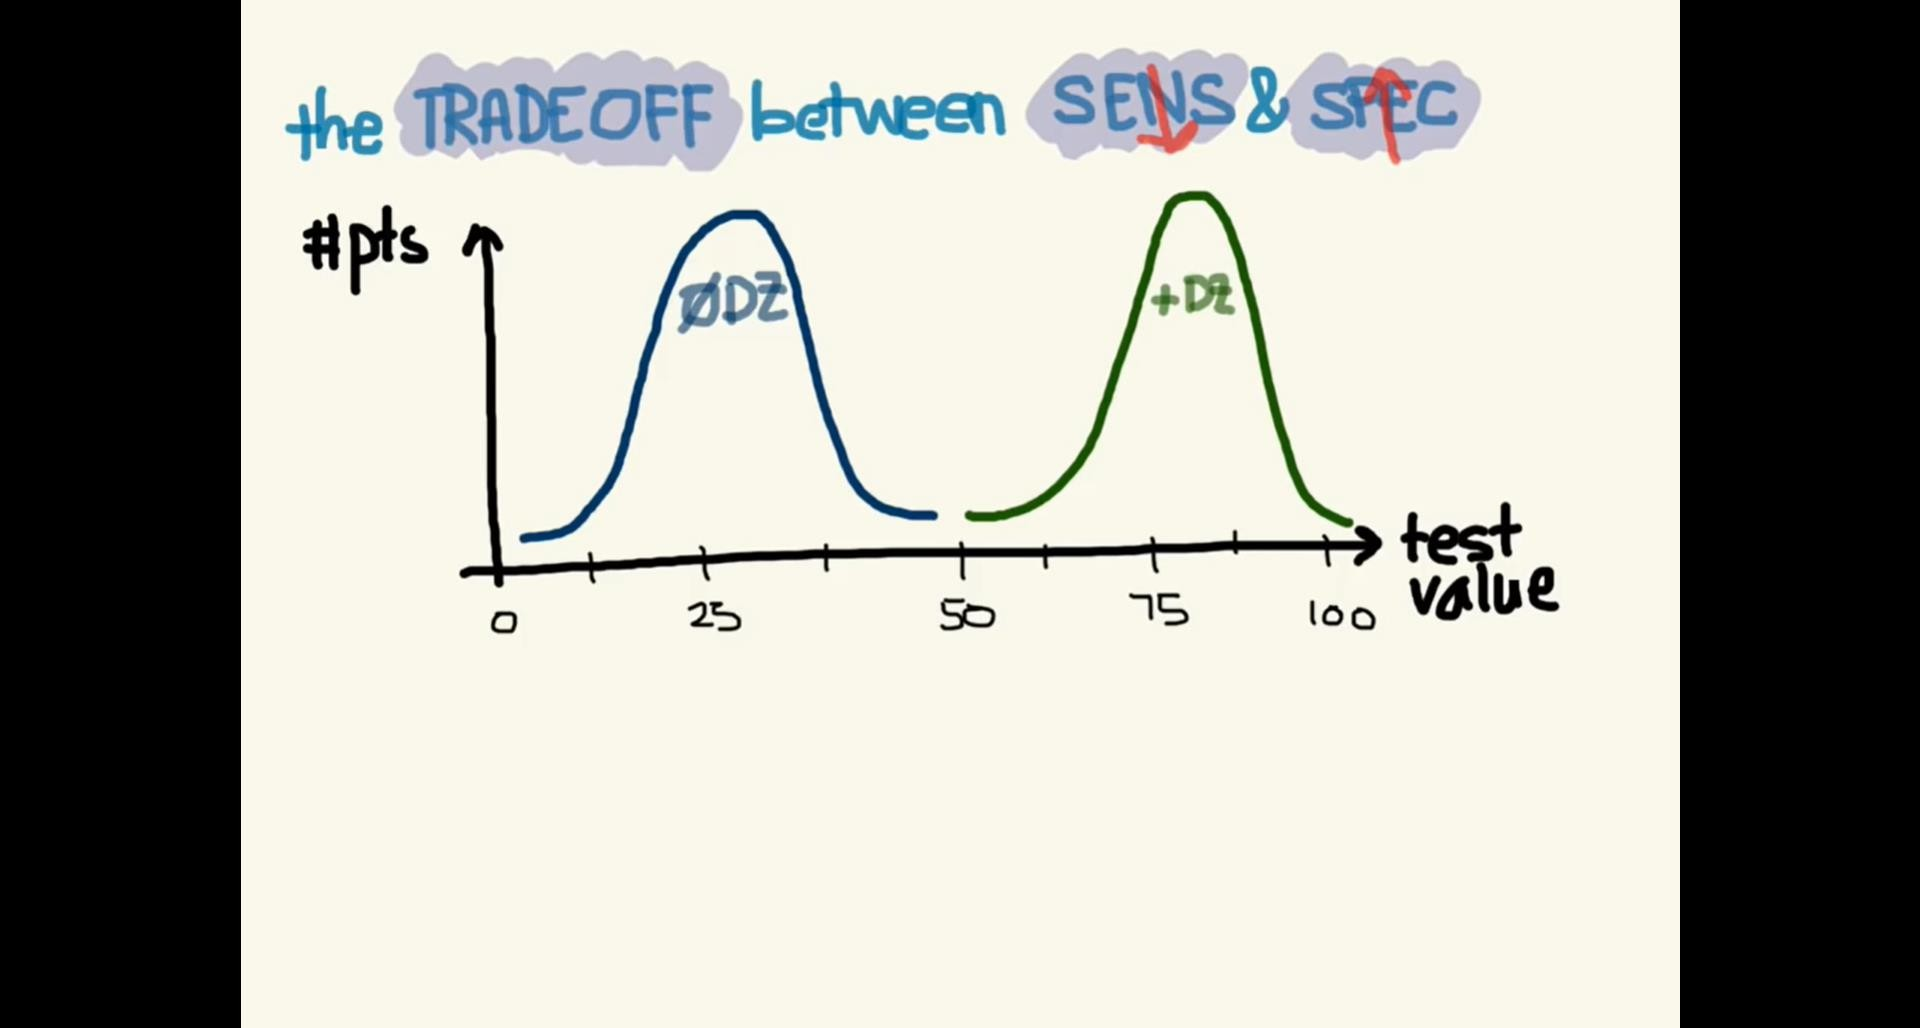 the TRADEOFF between SENS & SPEC
#pts
ØDZ
+DZ
0 25 50 75 100
test
value